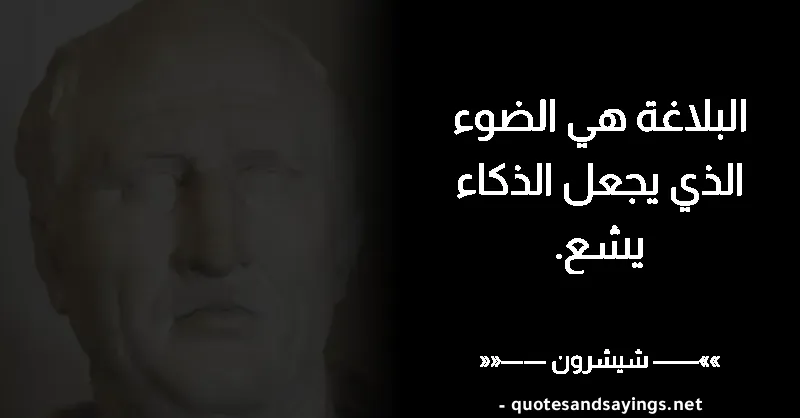 البلاغة هي الضوء
الذي يجعل الذكاء
يشع.
»»—— شيشرون ——««
- quotesandsayings.net